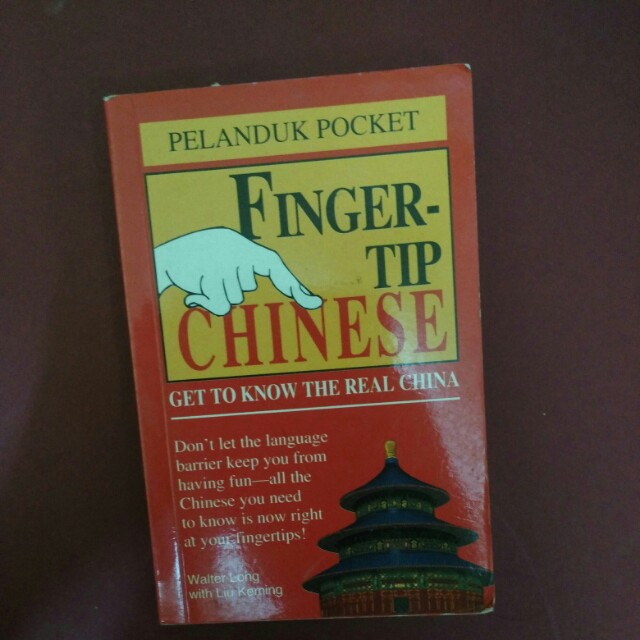 PELANDUK POCKET
FINGER-
TIP
CHINESE
GET TO KNOW THE REAL CHINA
Don't let the language
barrier keep you from
having fun—all the
Chinese you need
to know is now right
at your fingertips!
Walter Long
with Liu Keming